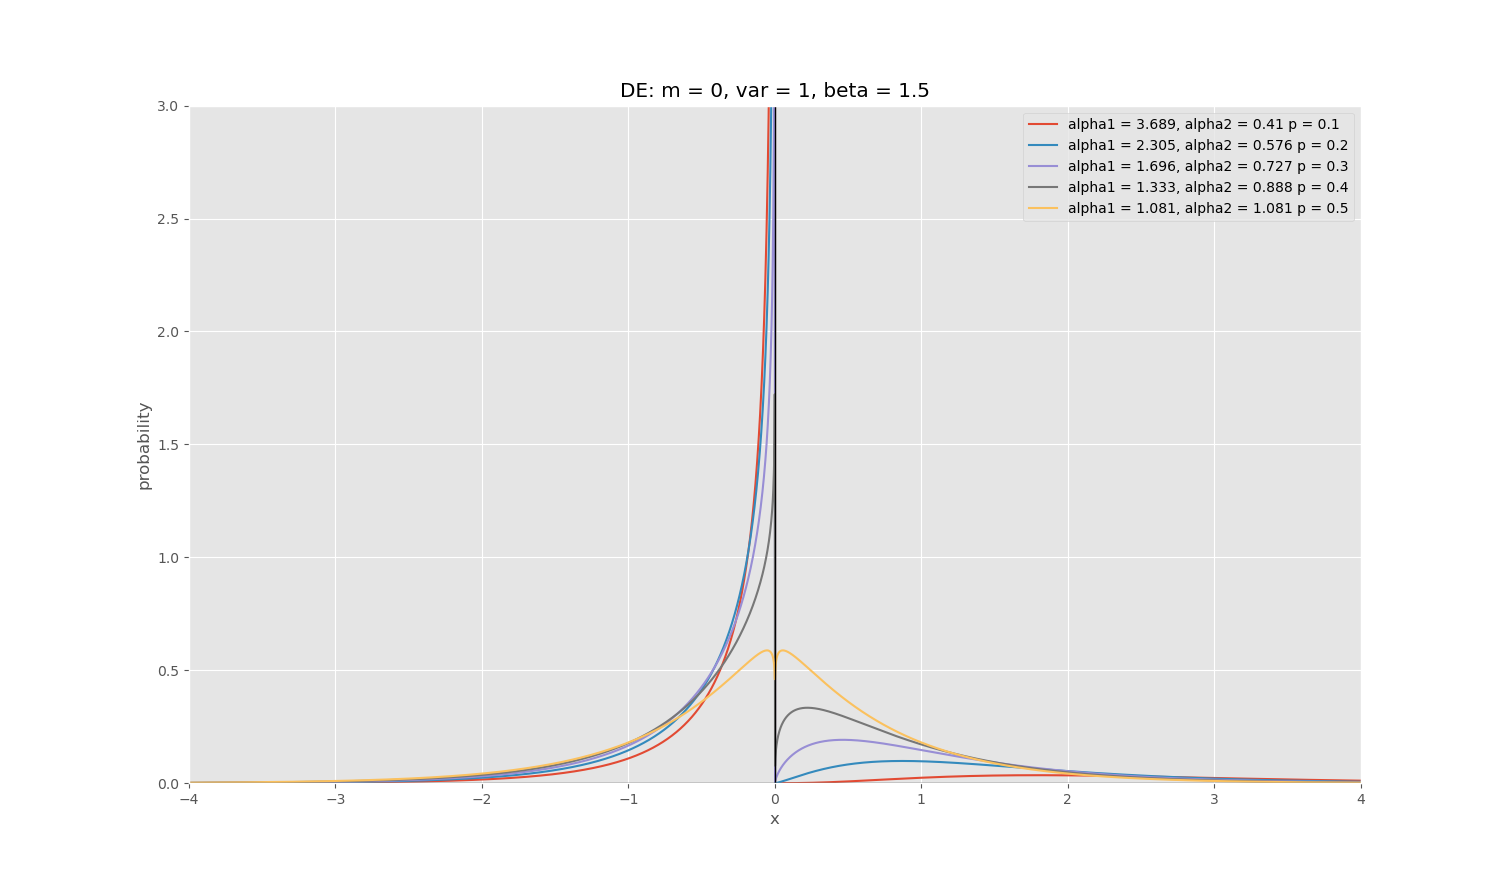 DE: m = 0, var = 1, beta = 1.5
3.0
2.5
2.0
1.5
1.0
0.5
0.0
probability
alpha1 = 3.689, alpha2 = 0.41 p = 0.1
alpha1 = 2.305, alpha2 = 0.576 p = 0.2
alpha1 = 1.696, alpha2 = 0.727 p = 0.3
alpha1 = 1.333, alpha2 = 0.888 p = 0.4
alpha1 = 1.081, alpha2 = 1.081 p = 0.5
−4 −3 −2 −1 0 1 2 3 4
x